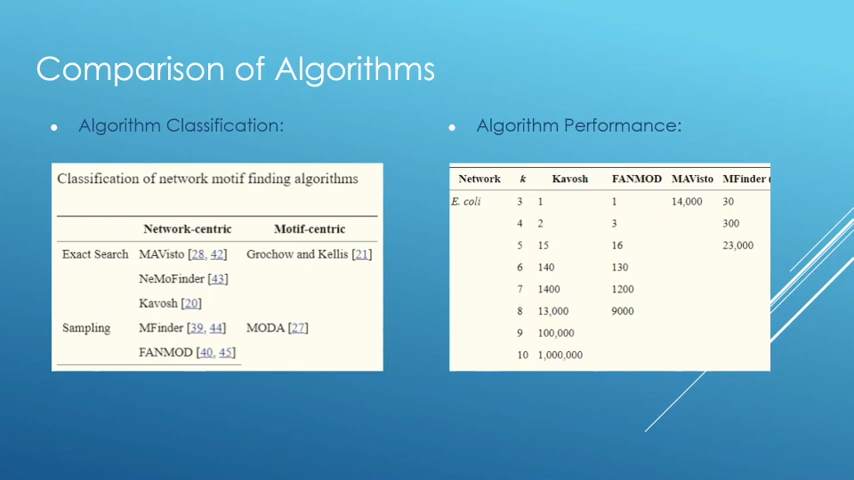 Comparison of Algorithms
Algorithm Classification:
Classification of network motif finding algorithms
Network-centric Motif-centric
Exact Search MAVisto [28, 42] Grochow and Kellis [21]
NeMoFinder [43]
Kavosh [20]
Sampling MFinder [39, 44] MODA [27]
FANMOD [40, 45]
Algorithm Performance:
Network k Kavosh FANMOD MAVisto MFinder (
E. coli 3 1 1 14,000 30
4 2 3 300
5 15 16 23,000
6 140 130
7 1400 1200
8 13,000 9000
9 100,000
10 1,000,000